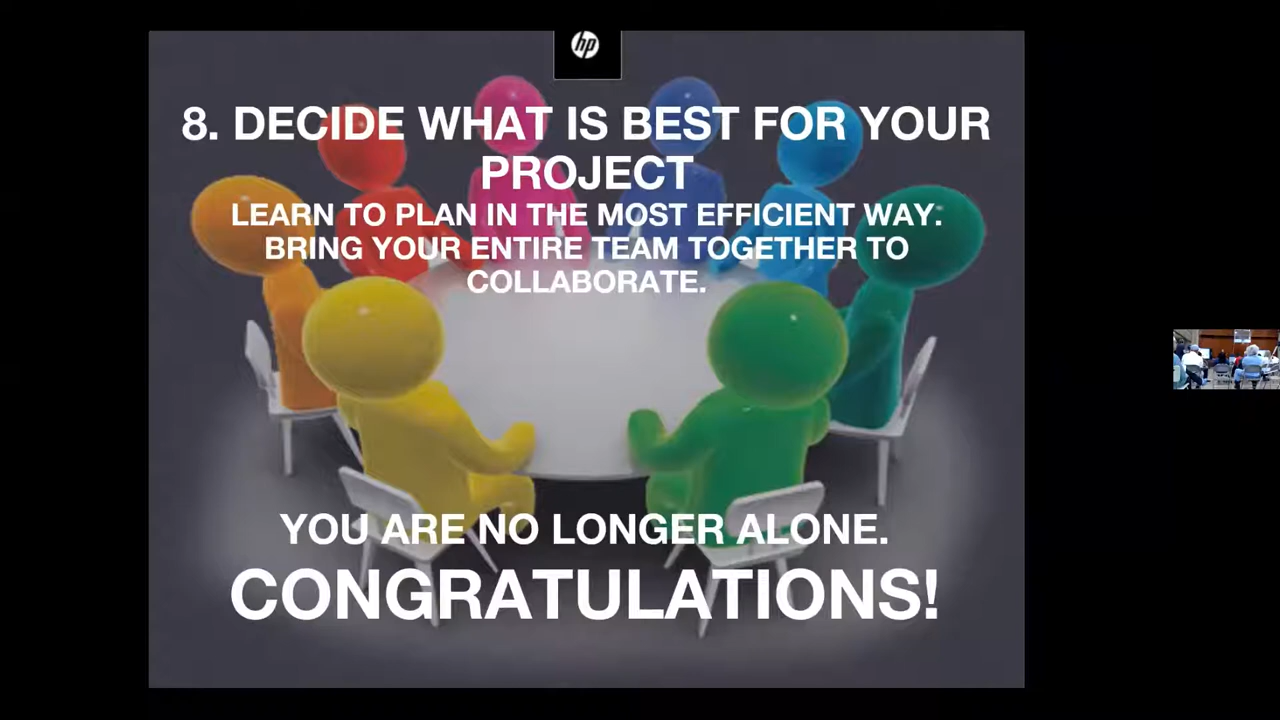 hp
8. DECIDE WHAT IS BEST FOR YOUR
PROJECT
LEARN TO PLAN IN THE MOST EFFICIENT WAY.
BRING YOUR ENTIRE TEAM TOGETHER TO
COLLABORATE.
YOU ARE NO LONGER ALONE.
CONGRATULATIONS!